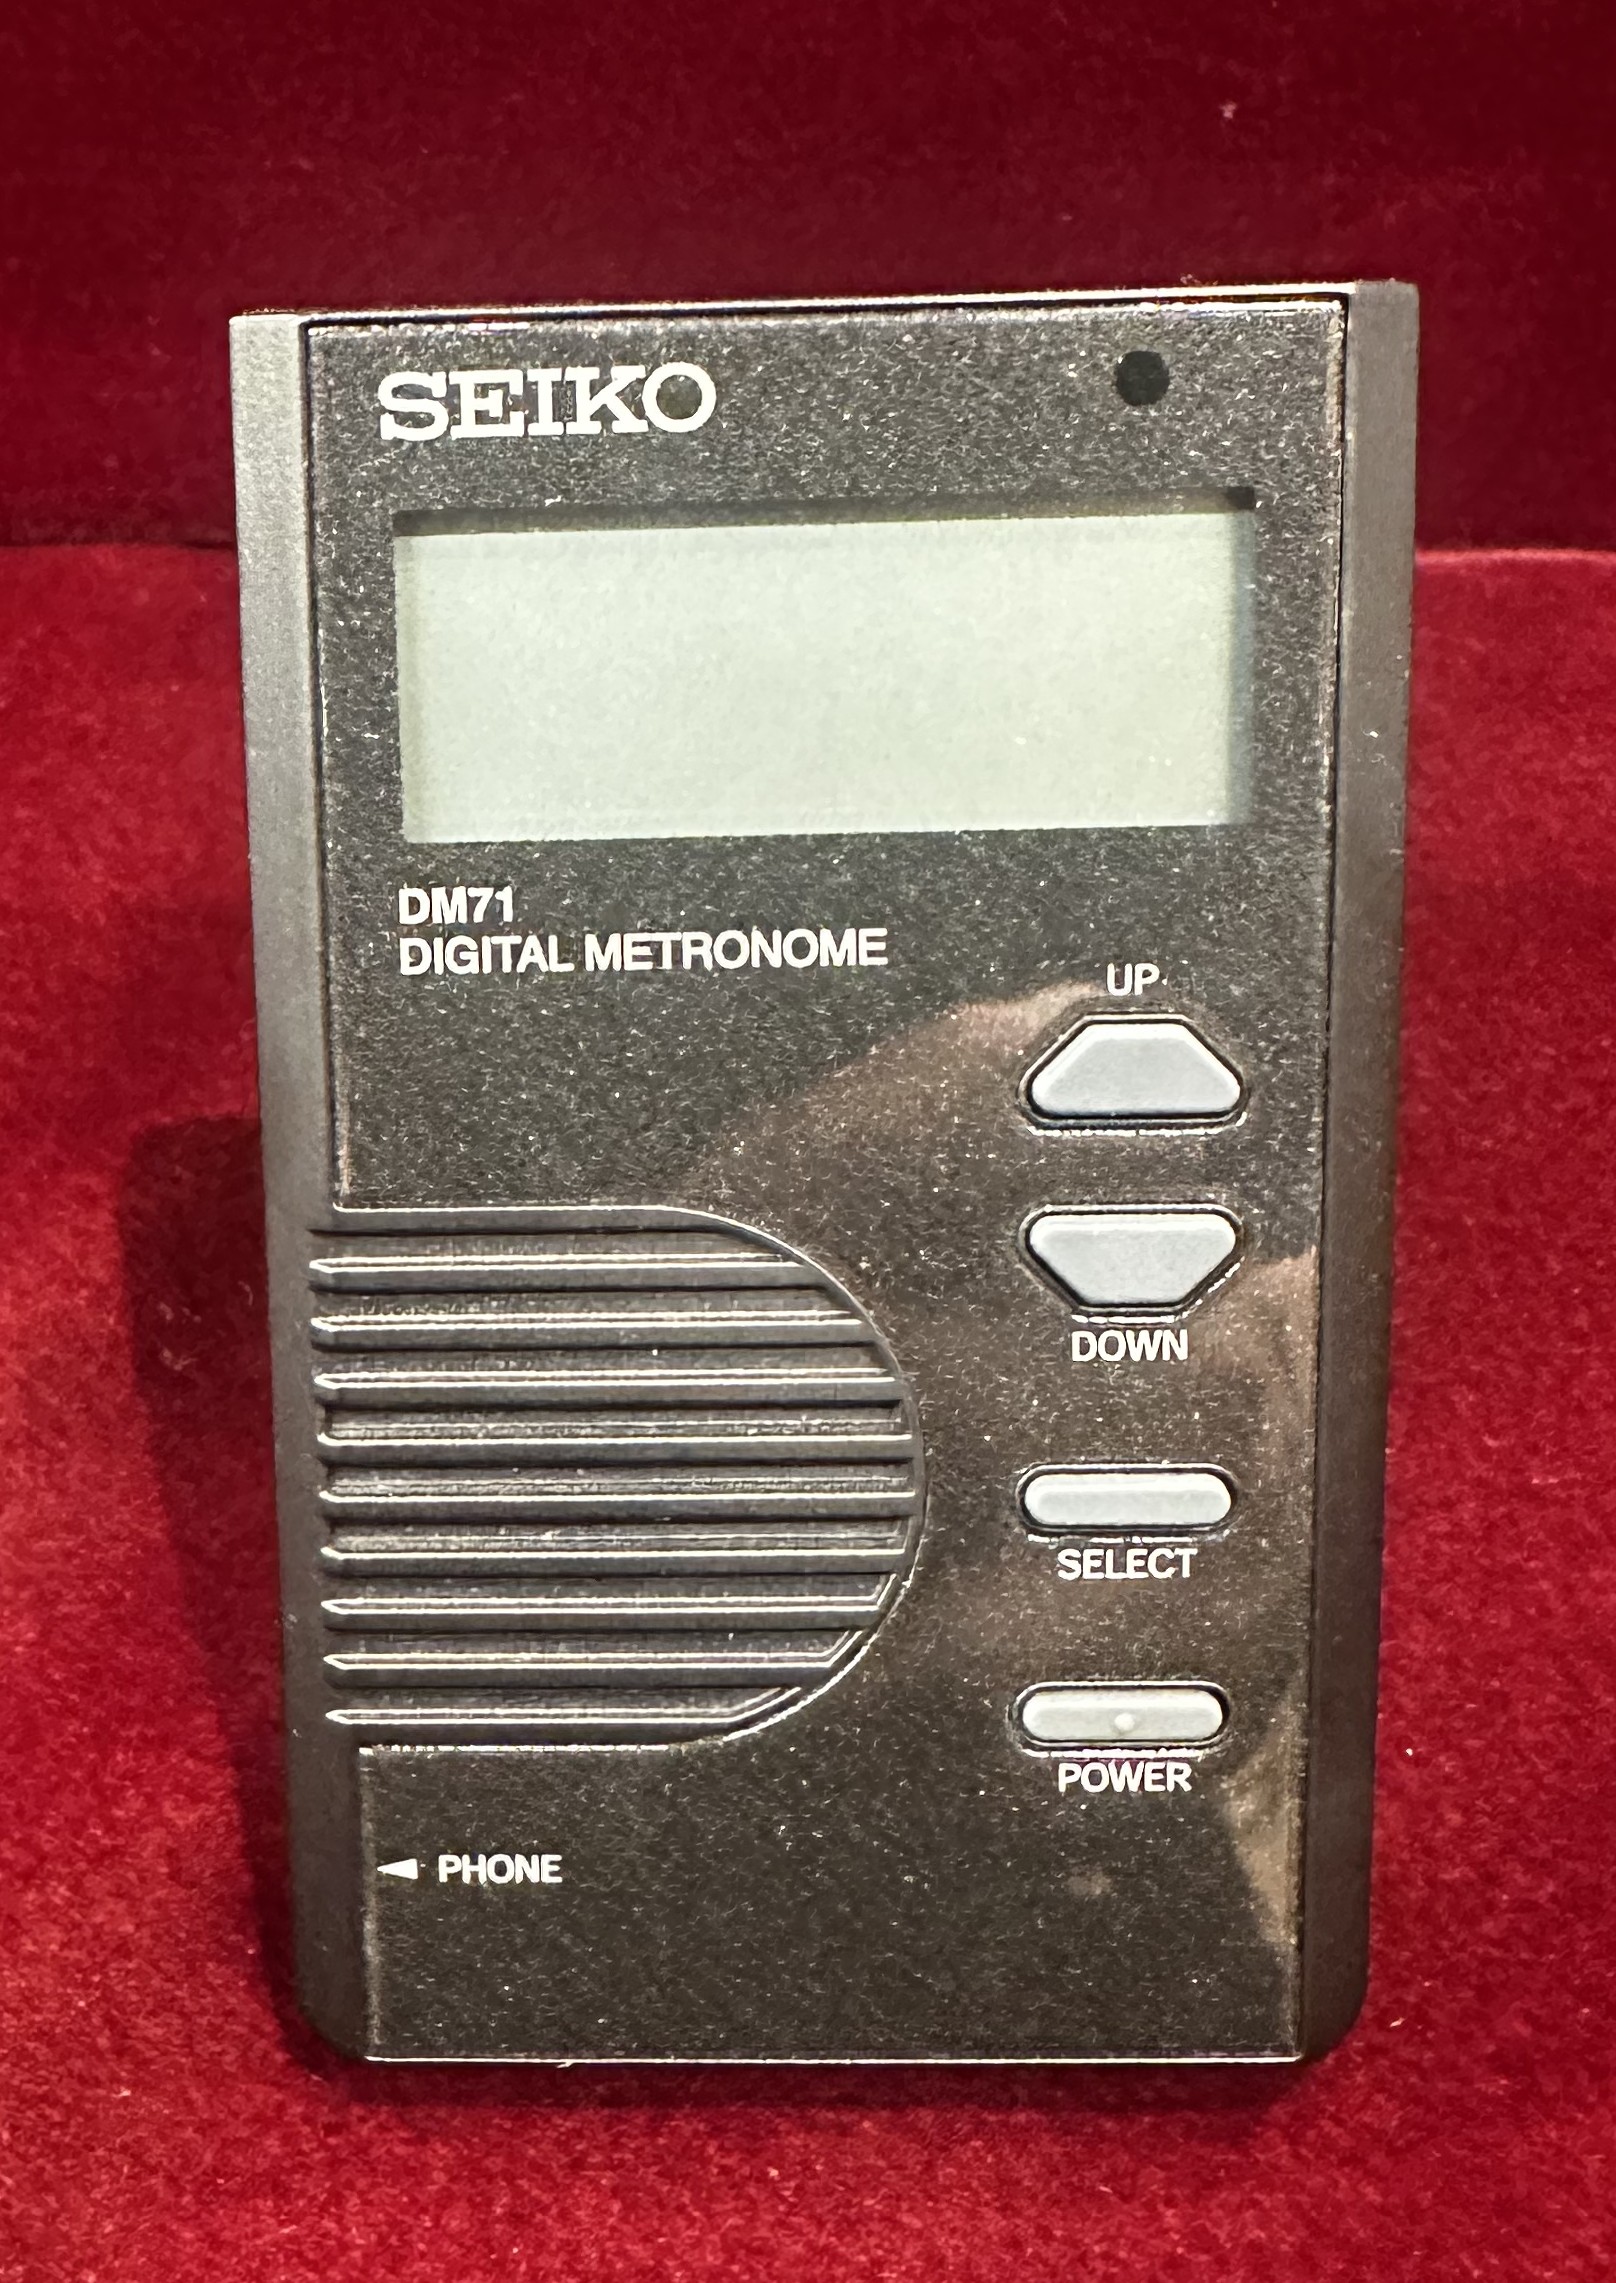 SEIKO
DM71
DIGITAL METRONOME
UP
DOWN
SELECT
POWER
PHONE